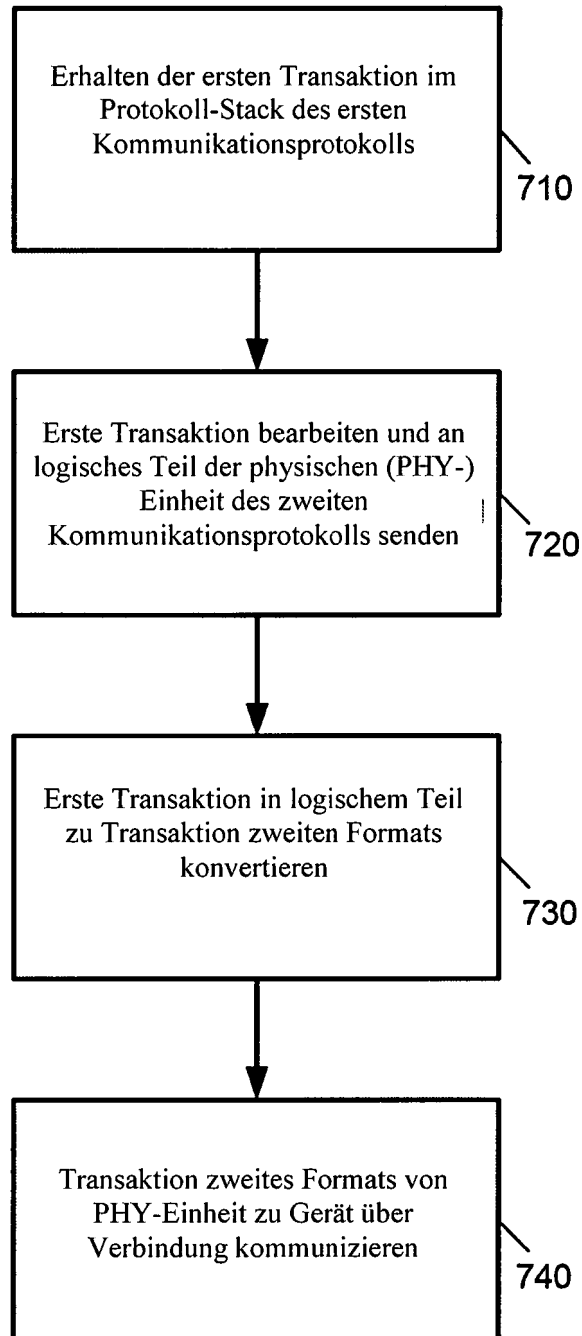 Erhalten der ersten Transaktion im
Protokoll-Stack des ersten
Kommunikationsprotokolls
710
Erste Transaktion bearbeiten und an
logisches Teil der physischen (PHY-)
Einheit des zweiten
Kommunikationsprotokolls senden
720
Erste Transaktion in logischem Teil
zu Transaktion zweiten Formats
konvertieren
730
Transaktion zweites Formats von
PHY-Einheit zu Gerät über
Verbindung kommunizieren
740